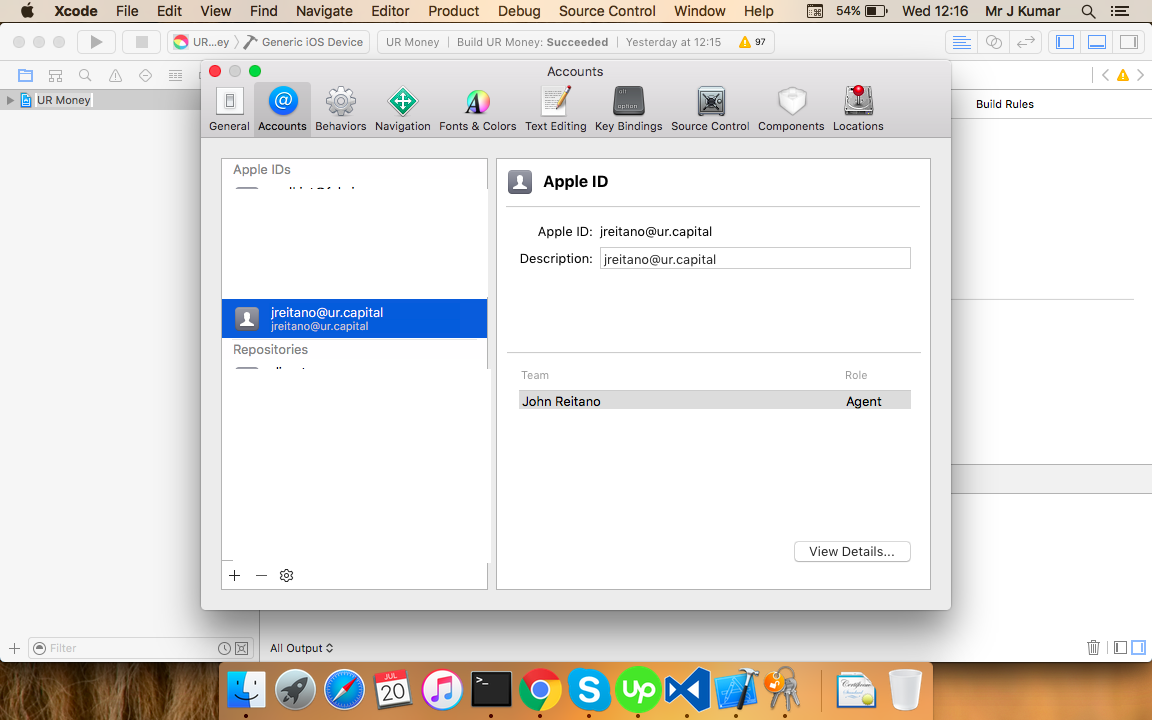 Xcode File Edit View Find Navigate Editor Product Debug Source Control Window Help 54% Wed 12:16 Mr J Kumar
UR...ey Generic iOS Device UR Money | Build UR Money: Succeeded | Yesterday at 12:15 97
Accounts
UR Money
Build Rules
General Accounts Behaviors Navigation Fonts & Colors Text Editing Key Bindings Source Control Components Locations
alt
option
Apple IDs
Apple ID
Apple ID: jreitano@ur.capital
Description: jreitano@ur.capital
jreitano@ur.capital
jreitano@ur.capital
Repositories
Team Role
John Reitano Agent
View Details...
Filter
All Output
JUL
20
up